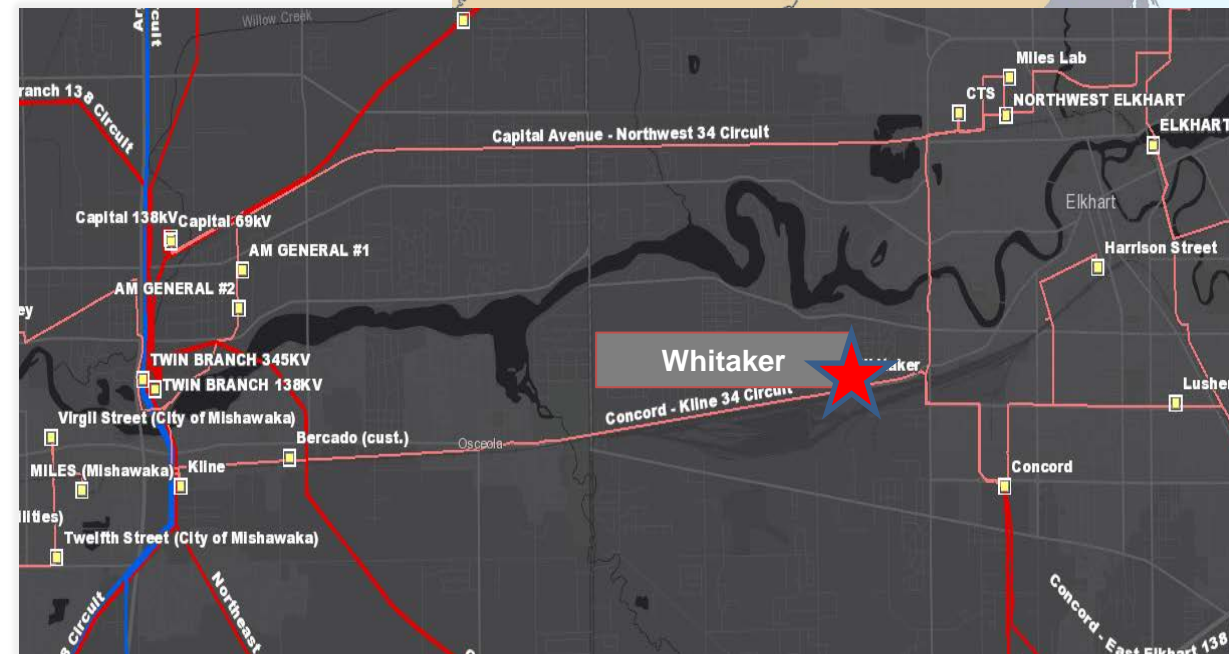 Willow Creek
Miles Lab
CTS
NORTHWEST ELKHART
138 Circuit
Capital Avenue - Northwest 34 Circuit
ELKHART
Elkhart
Capital 138kV
Capital 69kV
AM GENERAL #1
Harrison Street
AM GENERAL #2
Whitaker
TWIN BRANCH 345KV
TWIN BRANCH 138KV
Concord - Kline 34 Circuit
Virgil Street (City of Mishawaka)
Bercado (cust.)
Osceola
MILES (Mishawaka)
Kline
Concord
Twelfth Street (City of Mishawaka)
Northeast
Circuit
Concord - East Elkhart 138